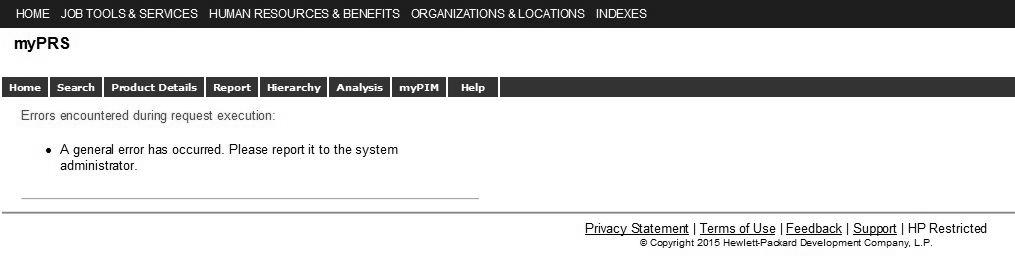 HOME JOB TOOLS & SERVICES HUMAN RESOURCES & BENEFITS ORGANIZATIONS & LOCATIONS INDEXES
myPRS
Home Search Product Details Report Hierarchy Analysis myPIM Help
Errors encountered during request execution:
• A general error has occurred. Please report it to the system
administrator.
Privacy Statement | Terms of Use | Feedback | Support | HP Restricted
© Copyright 2015 Hewlett-Packard Development Company, L.P.